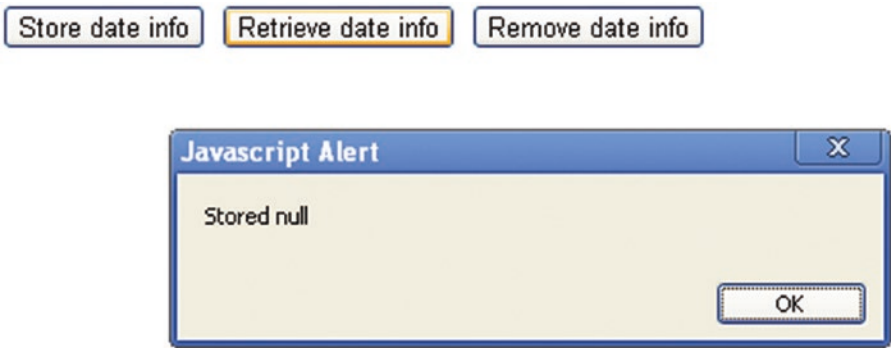 Store date info Retrieve date info Remove date info
Javascript Alert X
Stored null
OK